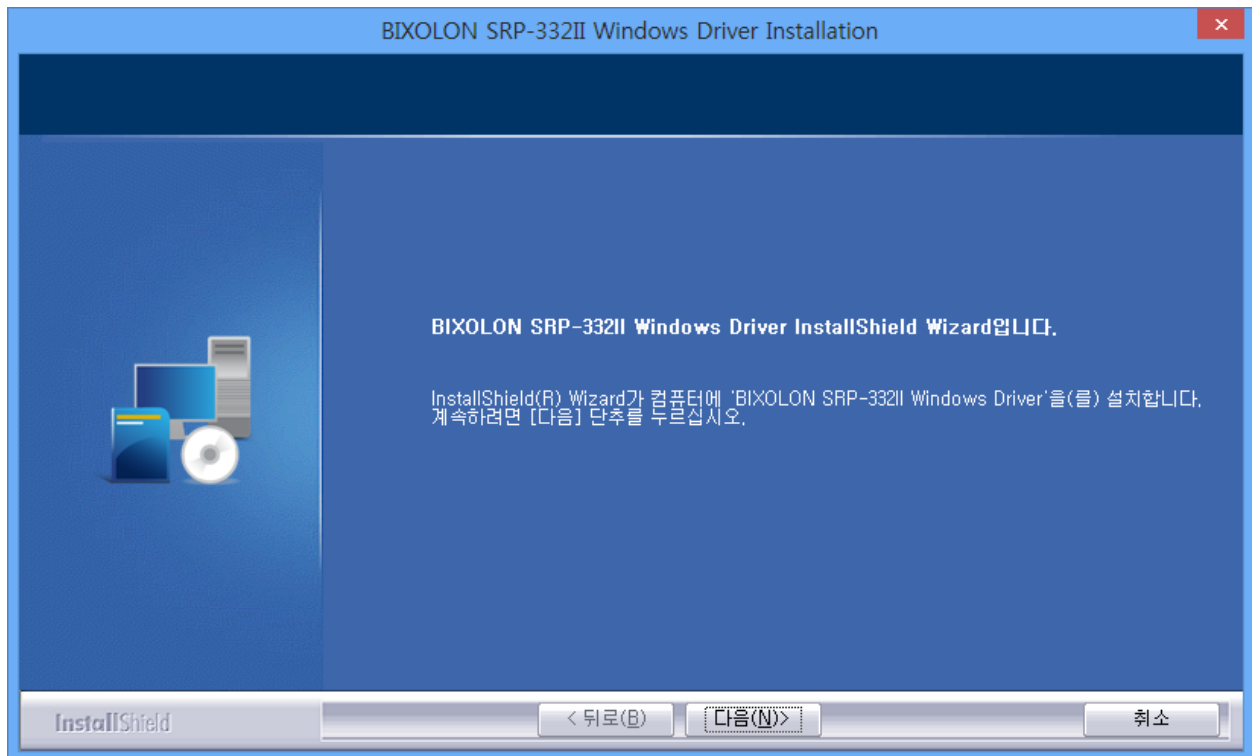 BIXOLON SRP-332II Windows Driver Installation
BIXOLON SRP-332II Windows Driver InstallShield Wizard입니다.
InstallShield(R) Wizard가 컴퓨터에 'BIXOLON SRP-332II Windows Driver'을(를) 설치합니다.
계속하려면 [다음] 단추를 누르십시오.
InstallShield
< 뒤로(B)
다음(N)>
취소